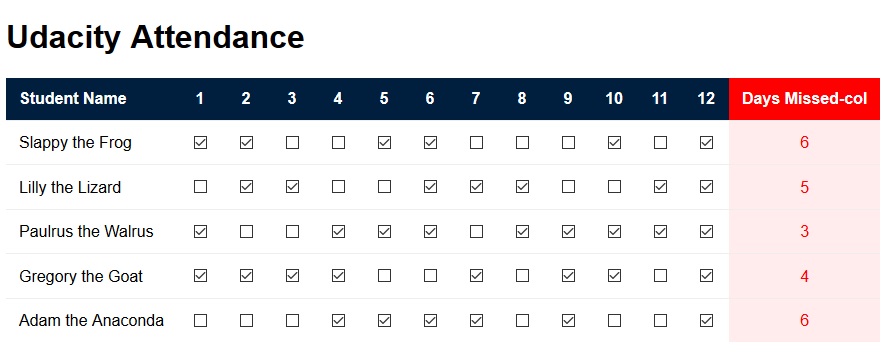 Udacity Attendance
Student Name 1 2 3 4 5 6 7 8 9 10 11 12 Days Missed-col
Slappy the Frog 6
Lilly the Lizard 5
Paulrus the Walrus 3
Gregory the Goat 4
Adam the Anaconda 6